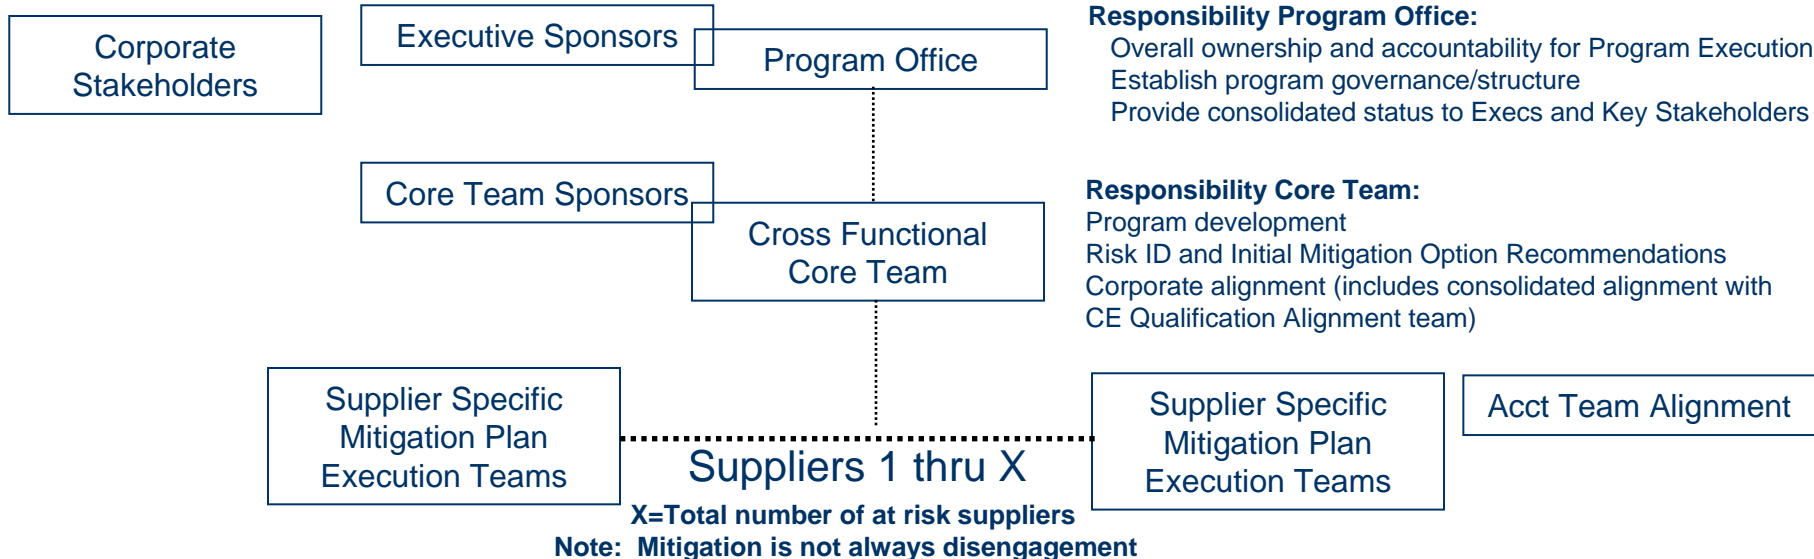 Corporate
Stakeholders
Executive Sponsors
Program Office
Responsibility Program Office:
Overall ownership and accountability for Program Execution
Establish program governance/structure
Provide consolidated status to Execs and Key Stakeholders
Core Team Sponsors
Cross Functional
Core Team
Responsibility Core Team:
Program development
Risk ID and Initial Mitigation Option Recommendations
Corporate alignment (includes consolidated alignment with
CE Qualification Alignment team)
Supplier Specific
Mitigation Plan
Execution Teams
Suppliers 1 thru X
X=Total number of at risk suppliers
Note: Mitigation is not always disengagement
Supplier Specific
Mitigation Plan
Execution Teams
Acct Team Alignment